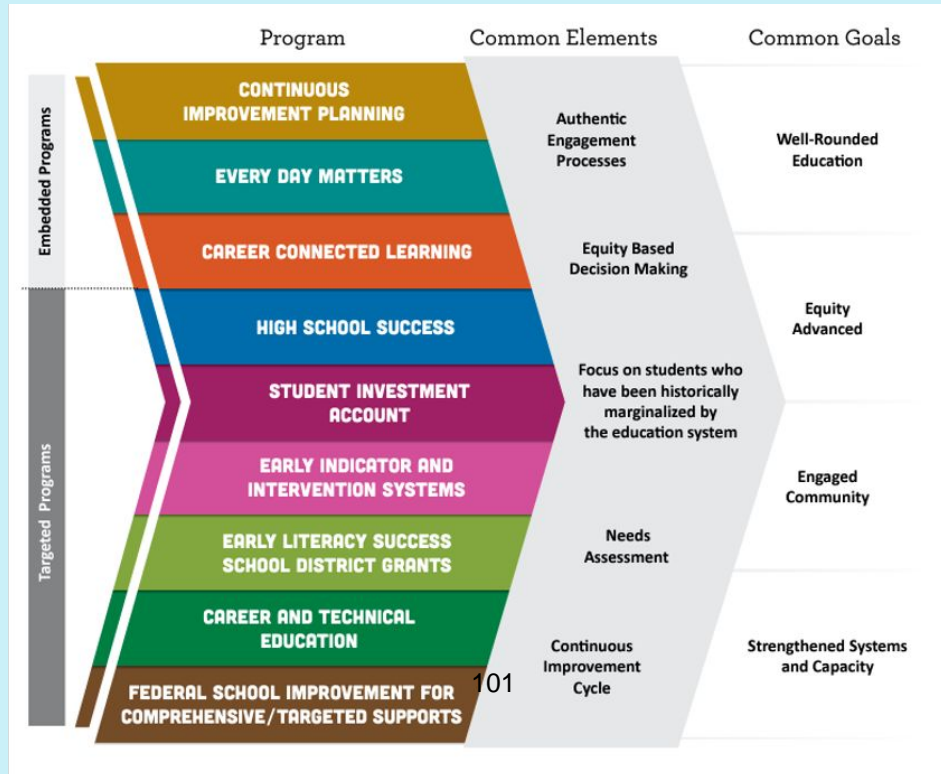 Program
Common Elements
Common Goals
Embedded Programs
Targeted Programs
CONTINUOUS
IMPROVEMENT PLANNING
EVERY DAY MATTERS
CAREER CONNECTED LEARNING
HIGH SCHOOL SUCCESS
STUDENT INVESTMENT
ACCOUNT
EARLY INDICATOR AND
INTERVENTION SYSTEMS
EARLY LITERACY SUCCESS
SCHOOL DISTRICT GRANTS
CAREER AND TECHNICAL
EDUCATION
FEDERAL SCHOOL IMPROVEMENT FOR
COMPREHENSIVE/TARGETED SUPPORTS
Authentic
Engagement
Processes
Equity Based
Decision Making
Focus on students who
have been historically
marginalized by
the education system
Needs
Assessment
Continuous
Improvement
Cycle
101
Well-Rounded
Education
Equity
Advanced
Engaged
Community
Strengthened Systems
and Capacity